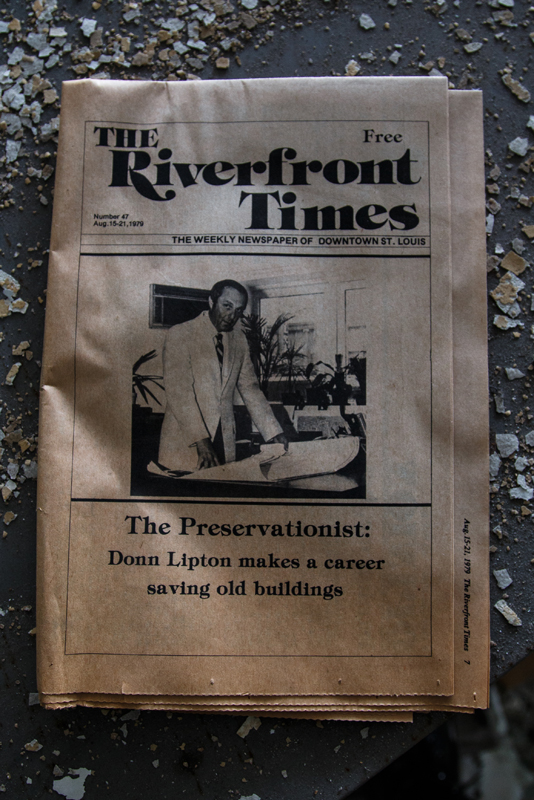 THE
Free
Riverfront
Times
Number 47
Aug.15-21,1979
THE WEEKLY NEWSPAPER OF DOWNTOWN ST. LOUIS
The Preservationist:
Donn Lipton makes a career
saving old buildings
Aug.15-21, 1979 The Riverfront Times 7